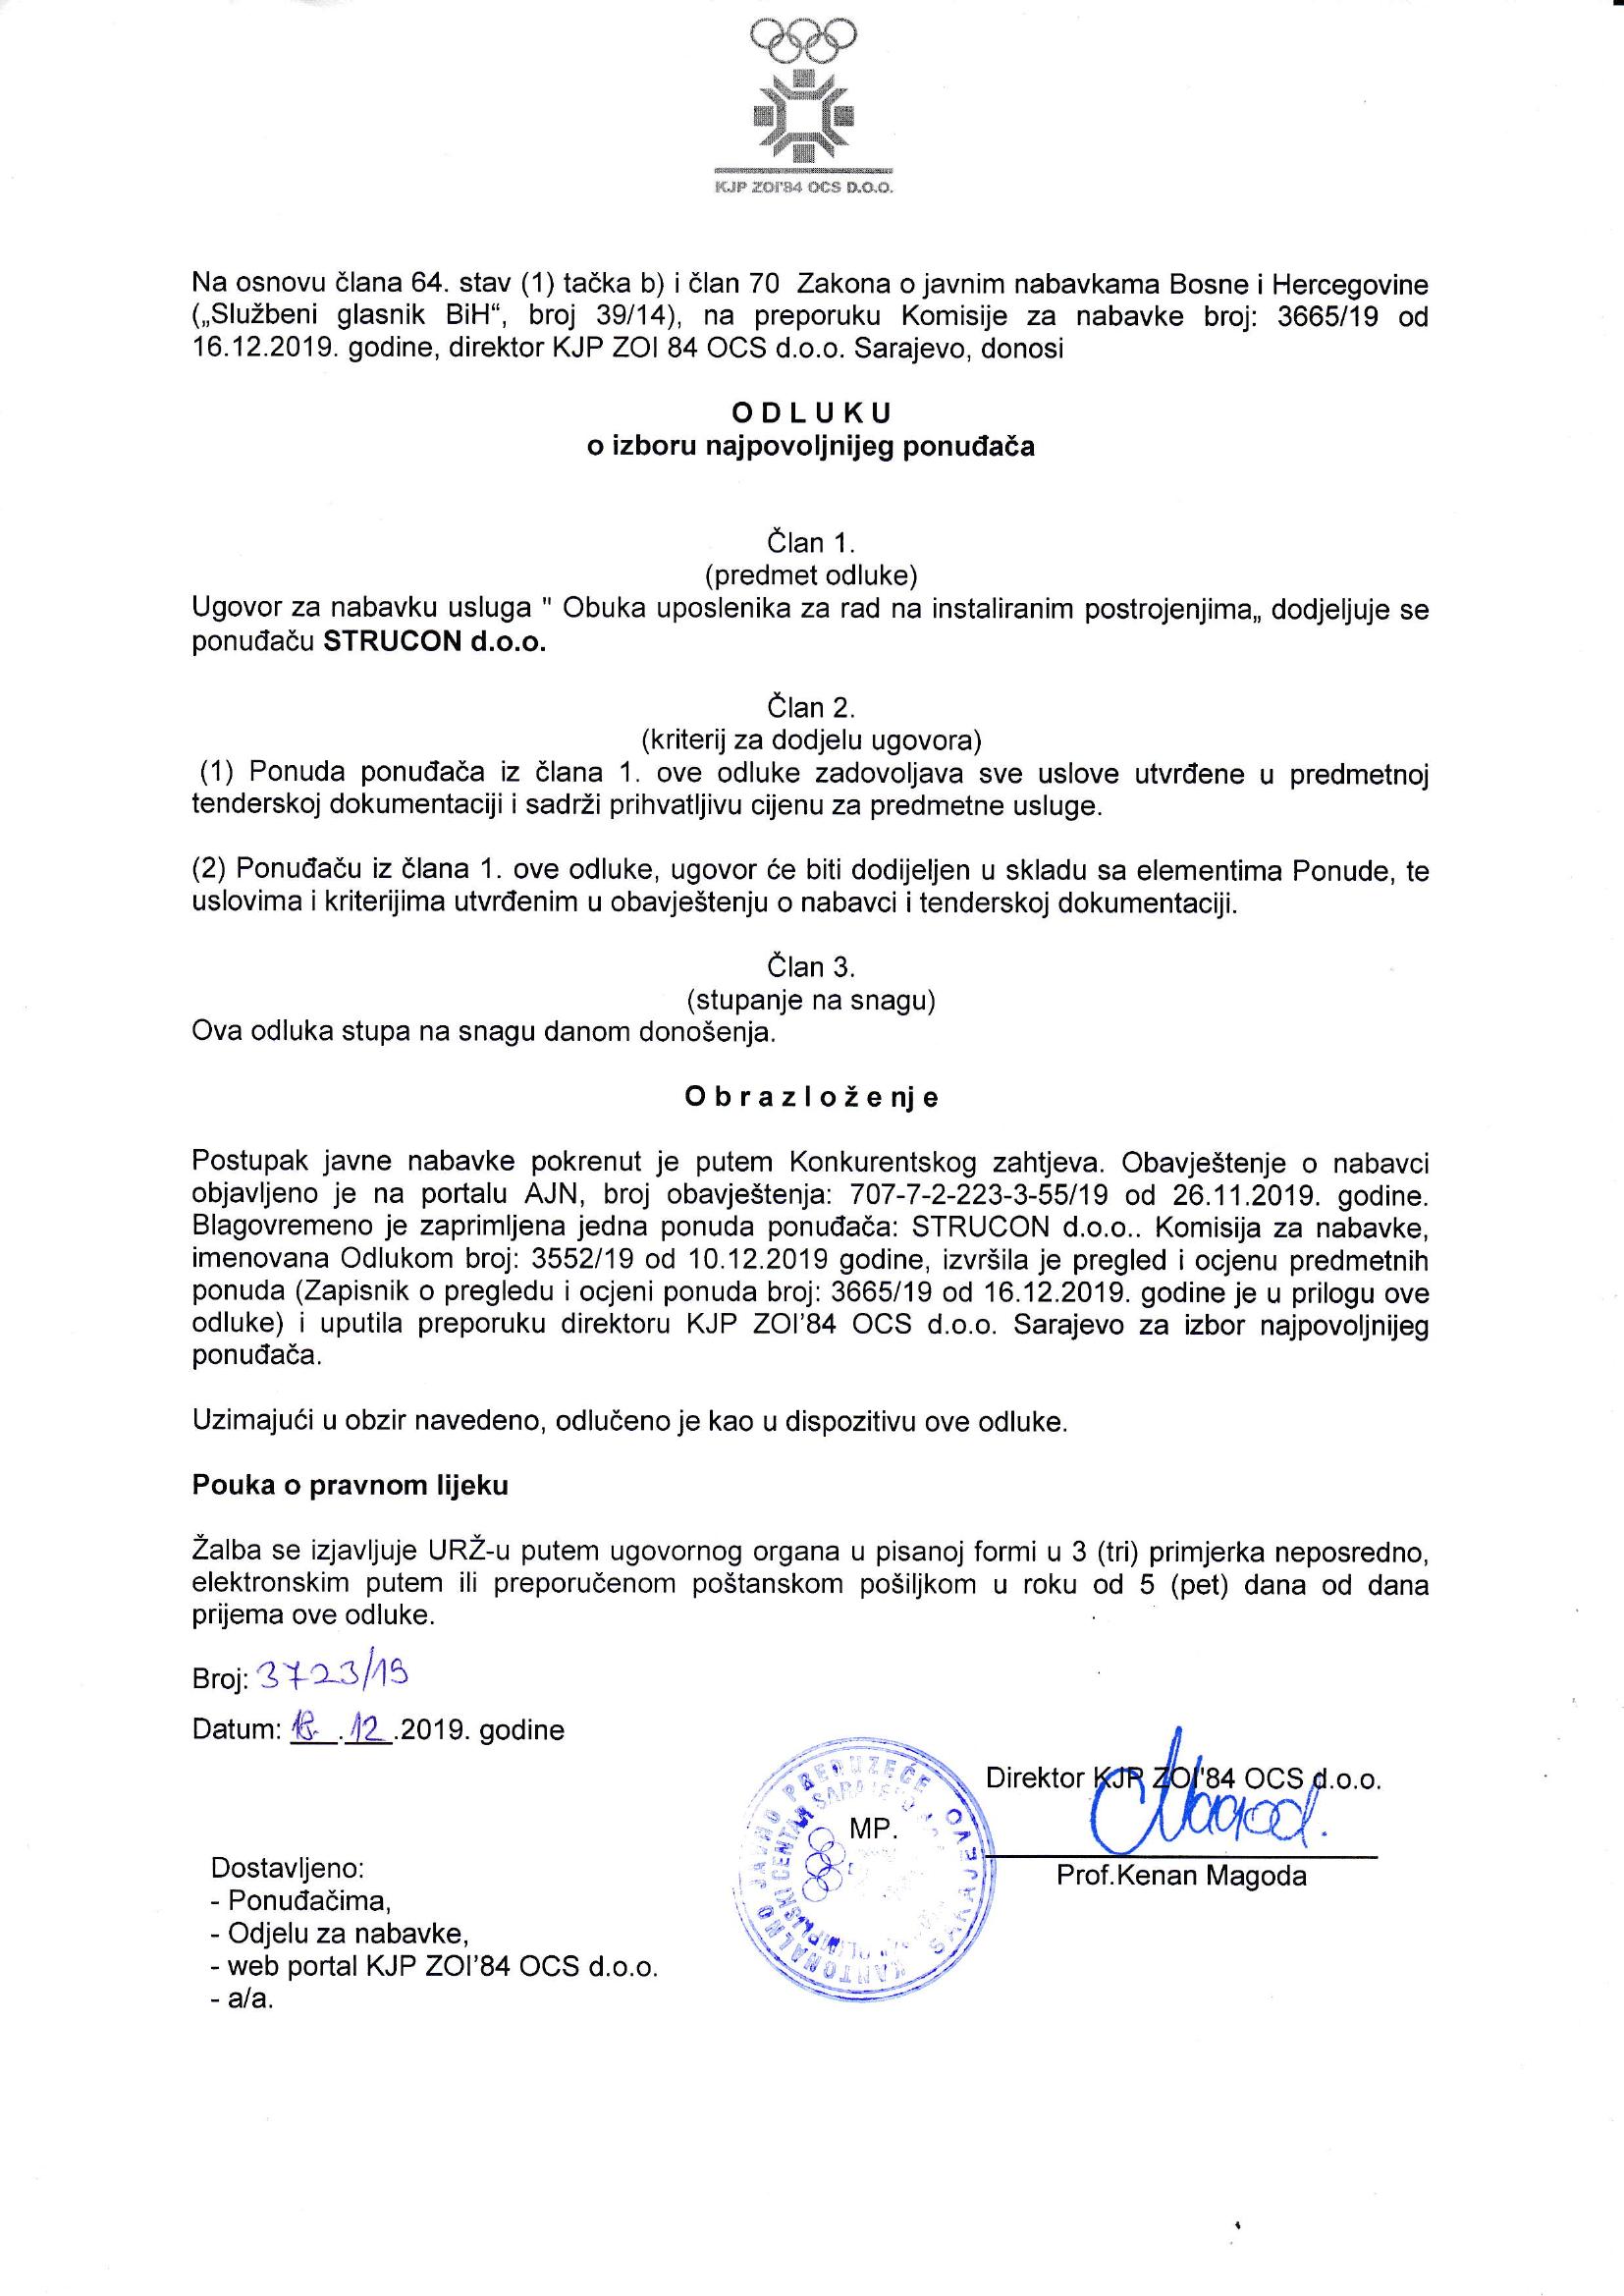 KJP ZOI'84 OCS D.O.O.
Na osnovu člana 64. stav (1) tačka b) i član 70 Zakona o javnim nabavkama Bosne i Hercegovine
(„Službeni glasnik BiH“, broj 39/14), na preporuku Komisije za nabavke broj: 3665/19 od
16.12.2019. godine, direktor KJP ZOI 84 OCS d.o.o. Sarajevo, donosi
O D L U K U
o izboru najpovoljnijeg ponuđača
Član 1.
(predmet odluke)
Ugovor za nabavku usluga " Obuka uposlenika za rad na instaliranim postrojenjima„ dodjeljuje se
ponuđaču STRUCON d.o.o.
Član 2.
(kriterij za dodjelu ugovora)
(1) Ponuda ponuđača iz člana 1. ove odluke zadovoljava sve uslove utvrđene u predmetnoj
tenderskoj dokumentaciji i sadrži prihvatljivu cijenu za predmetne usluge.
(2) Ponuđaču iz člana 1. ove odluke, ugovor će biti dodijeljen u skladu sa elementima Ponude, te
uslovima i kriterijima utvrđenim u obavještenju o nabavci i tenderskoj dokumentaciji.
Član 3.
(stupanje na snagu)
Ova odluka stupa na snagu danom donošenja.
O b r a z l o ž e nj e
Postupak javne nabavke pokrenut je putem Konkurentskog zahtjeva. Obavještenje o nabavci
objavljeno je na portalu AJN, broj obavještenja: 707-7-2-223-3-55/19 od 26.11.2019. godine.
Blagovremeno je zaprimljena jedna ponuda ponuđača: STRUCON d.o.o.. Komisija za nabavke,
imenovana Odlukom broj: 3552/19 od 10.12.2019 godine, izvršila je pregled i ocjenu predmetnih
ponuda (Zapisnik o pregledu i ocjeni ponuda broj: 3665/19 od 16.12.2019. godine je u prilogu ove
odluke) i uputila preporuku direktoru KJP ZOI’84 OCS d.o.o. Sarajevo za izbor najpovoljnijeg
ponuđača.
Uzimajući u obzir navedeno, odlučeno je kao u dispozitivu ove odluke.
Pouka o pravnom lijeku
Žalba se izjavljuje URŽ-u putem ugovornog organa u pisanoj formi u 3 (tri) primjerka neposredno,
elektronskim putem ili preporučenom poštanskom pošiljkom u roku od 5 (pet) dana od dana
prijema ove odluke.
Broj: 3723/19
Datum: .12.2019. godine
Direktor KJP ZOI'84 OCS d.o.o.
MP.
KANTONALNO JAVNO PREDUZEĆE SARAJEVO
Prof.Kenan Magoda
Dostavljeno:
- Ponuđačima,
- Odjelu za nabavke,
- web portal KJP ZOI’84 OCS d.o.o.
- a/a.